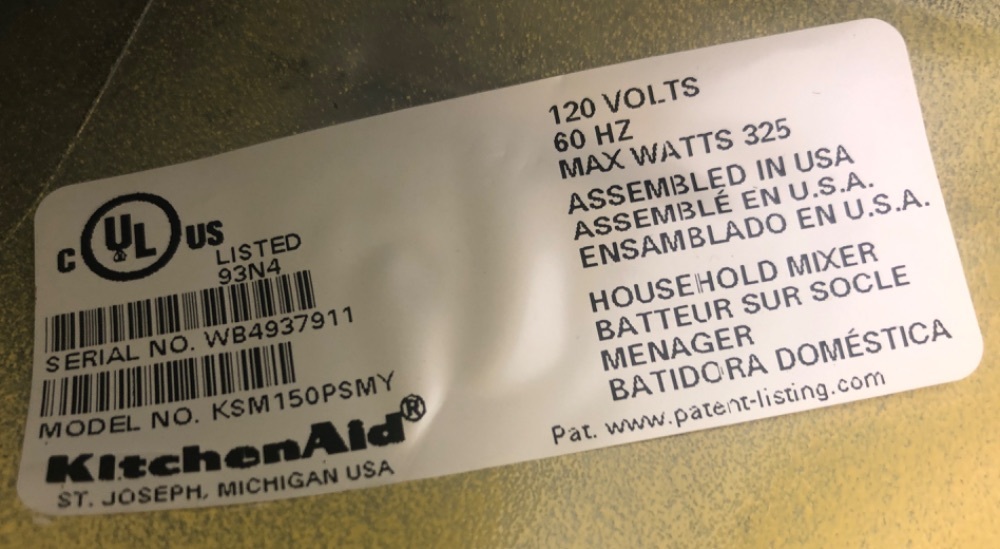 C UL US
LISTED
93N4
SERIAL NO. WB4937911
MODEL NO. KSM150PSMY
KitchenAid®
ST. JOSEPH, MICHIGAN USA
120 VOLTS
60 HZ
MAX WATTS 325
ASSEMBLED IN USA
ASSEMBLÉ EN U.S.A.
ENSAMBLADO EN U.S.A.
HOUSEHOLD MIXER
BATTEUR SUR SOCLE
MENAGER
BATIDORA DOMÉSTICA
Pat. www.patent-listing.com